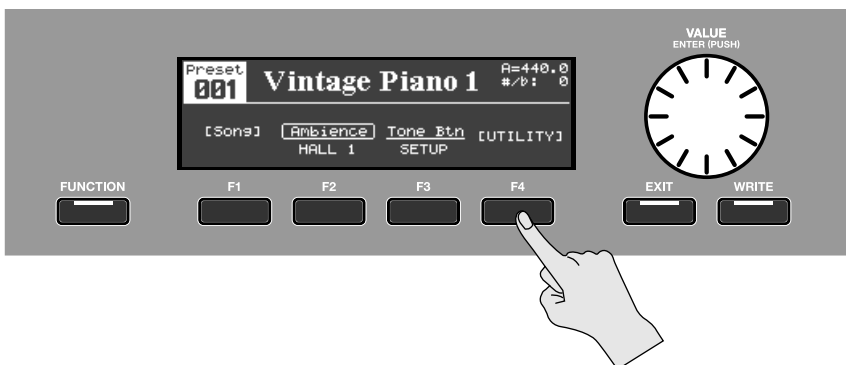 VALUE
ENTER (PUSH)
Preset
001
Vintage Piano 1
A=440.0
#/b: 0
[Song]
Ambience
Tone Btn
[UTILITY]
HALL 1
SETUP
FUNCTION
F1
F2
F3
F4
EXIT
WRITE